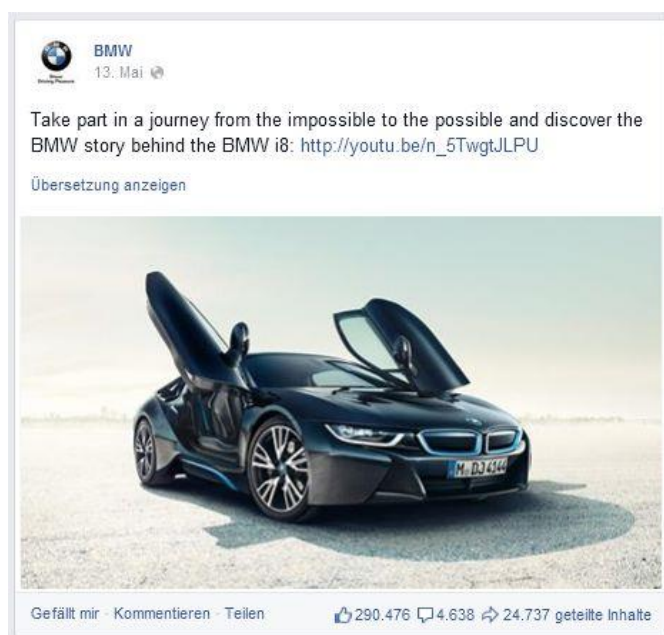 BMW
13. Mai
Take part in a journey from the impossible to the possible and discover the
BMW story behind the BMW i8: http://youtu.be/n_5TwgtJLPU
Übersetzung anzeigen
M DJ 4144
Gefällt mir · Kommentieren · Teilen 290.476 4.638 24.737 geteilte Inhalte